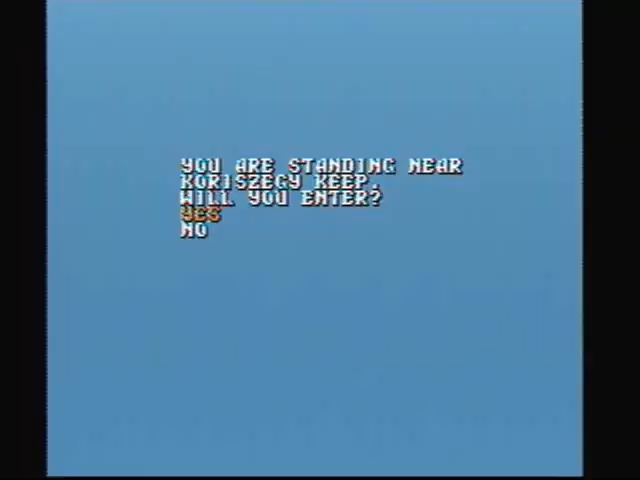 YOU ARE STANDING NEAR
KORISZEGY KEEP.
WILL YOU ENTER?
YES
NO